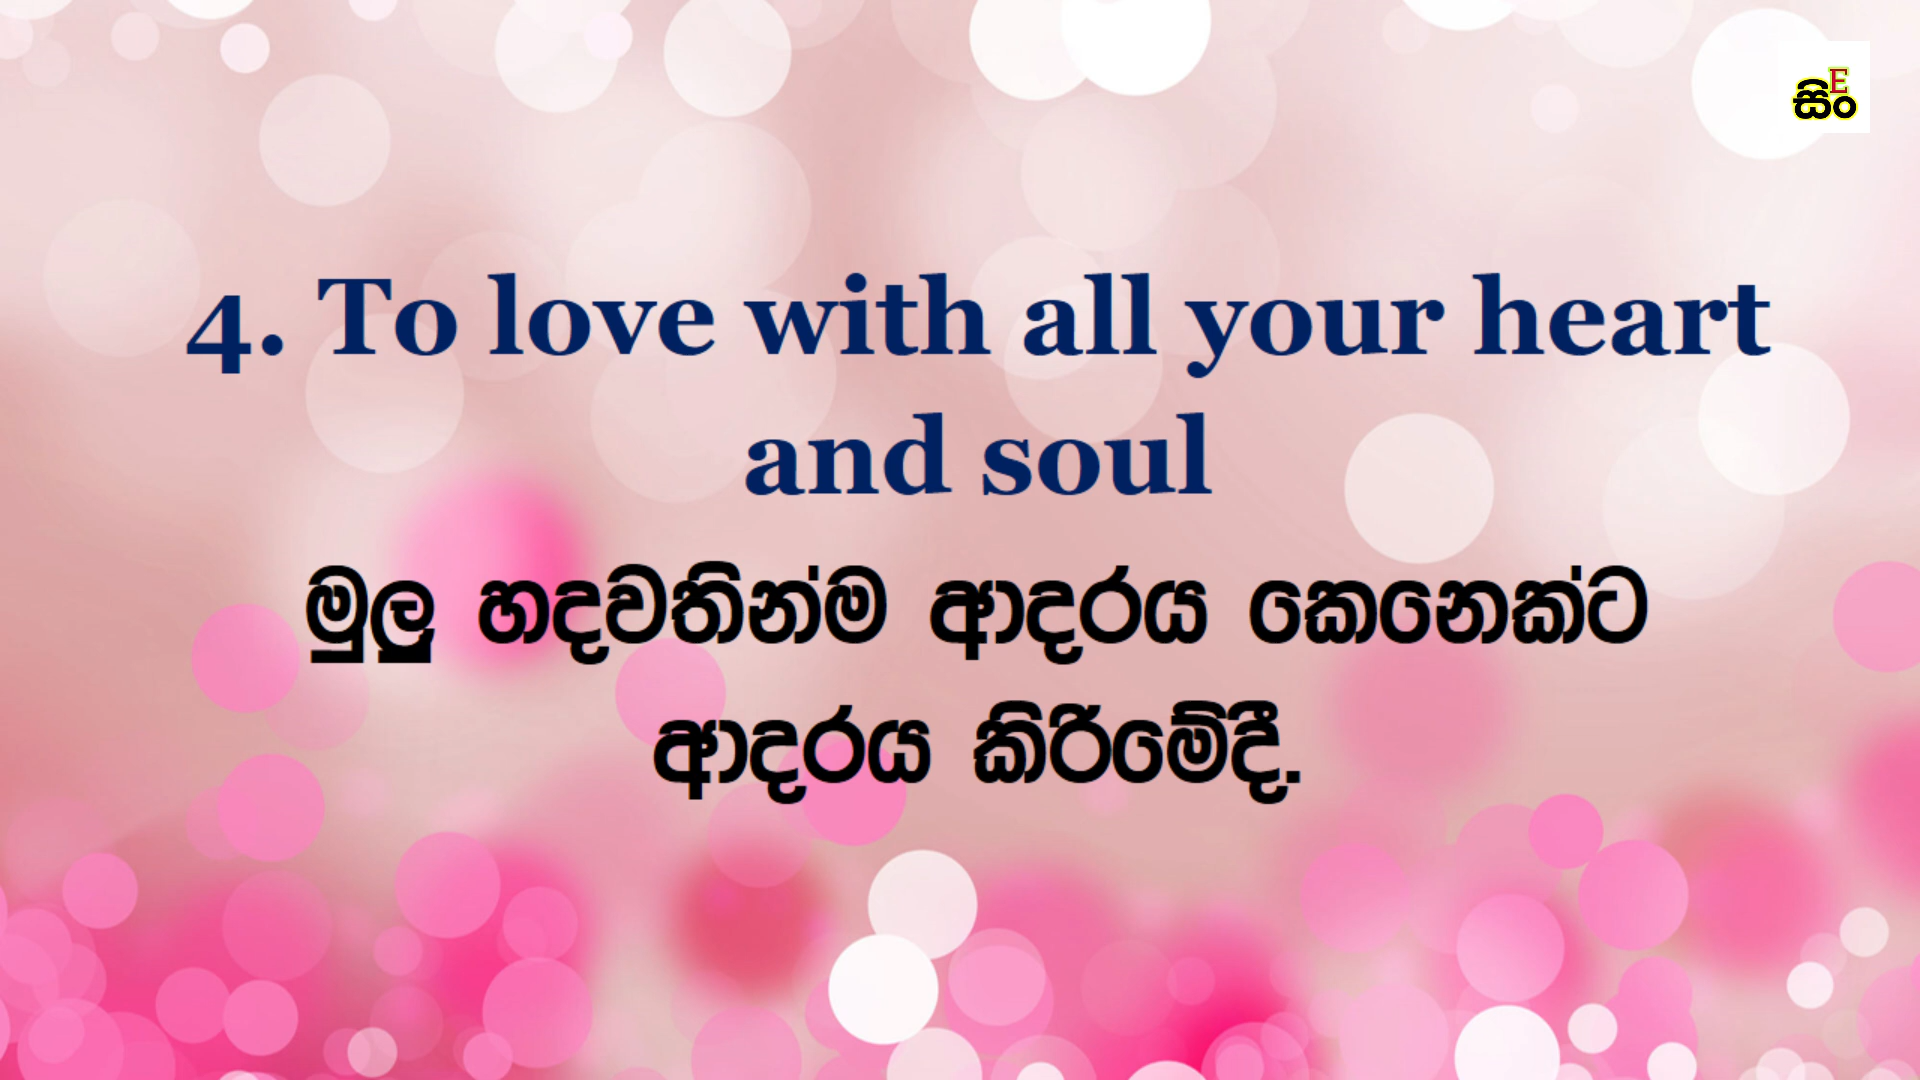 සිංE
4. To love with all your heart
and soul
මුලු හදවතින්ම ආදරය කෙනෙක්ට
ආදරය කිරීමේදී.